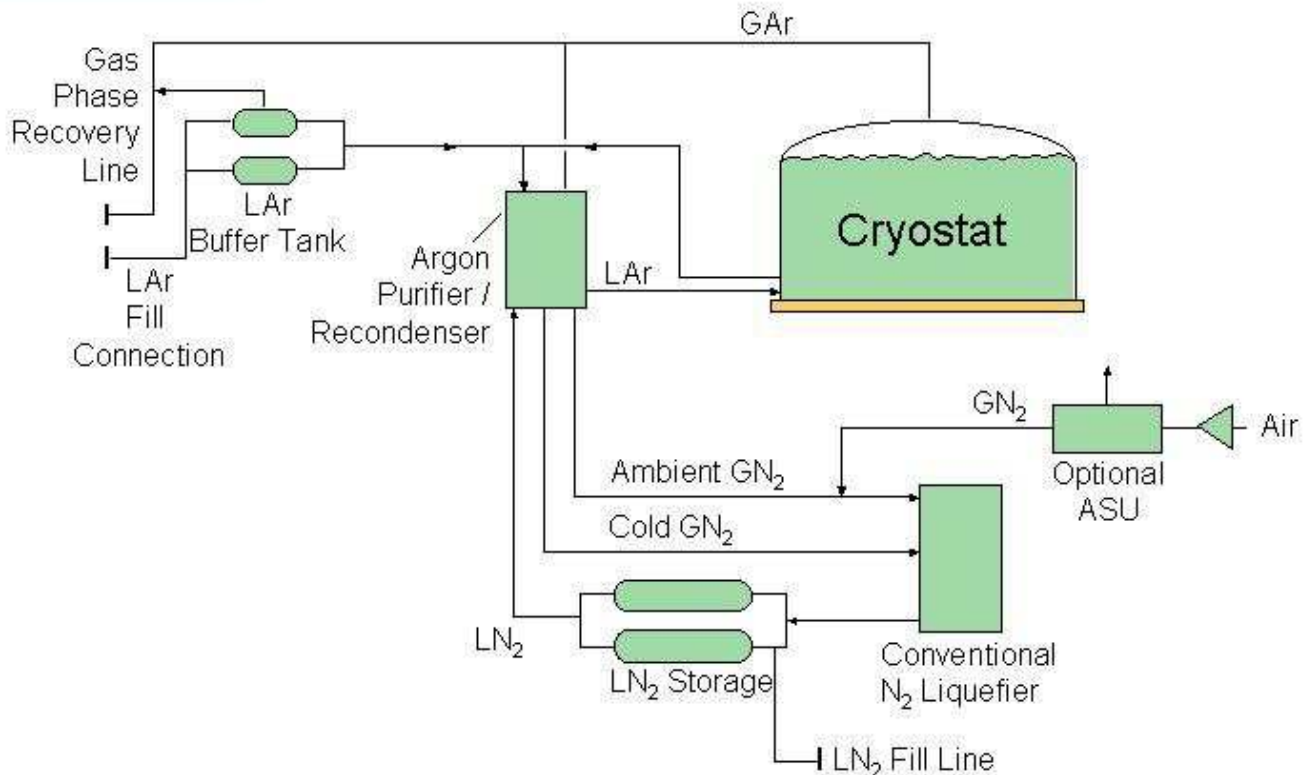 GAr
Gas
Phase
Recovery
Line
LAr
Buffer Tank
LAr
Fill
Connection
Argon
Purifier /
Recondenser
LAr
Cryostat
GN₂
Air
Optional
ASU
Ambient GN₂
Cold GN₂
LN₂
LN₂ Storage
Conventional
N₂ Liquefier
LN₂ Fill Line